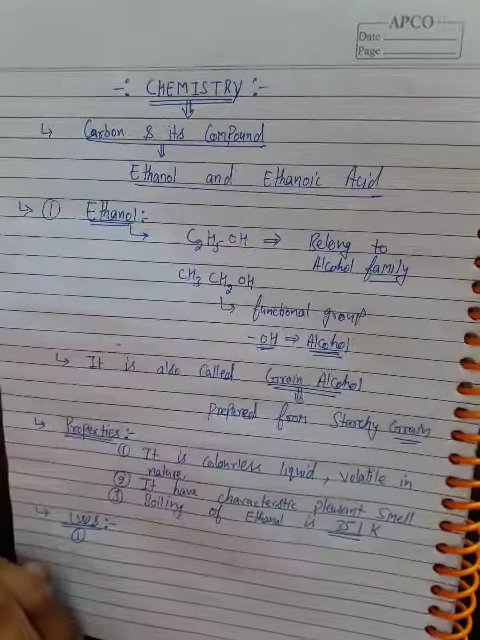 APCO
Date
Page
-: CHEMISTRY :-
↳ Carbon & its Compound
Ethanol and Ethanoic Acid
↳ ① Ethanol:
↳ C₂H₅-OH ⇒ Relong to
Alcohol family
CH₃ CH₂ OH
↳ functional group
-OH ⇒ Alcohol
↳ It is also called Grain Alcohol
prepared from Starchy Grain
↳ Properties:-
① It is colourless liquid, volatile in
nature.
② It have characterstic pleasant smell
③ Boiling of Ethanol is 351 K
↳ Uses:-
①